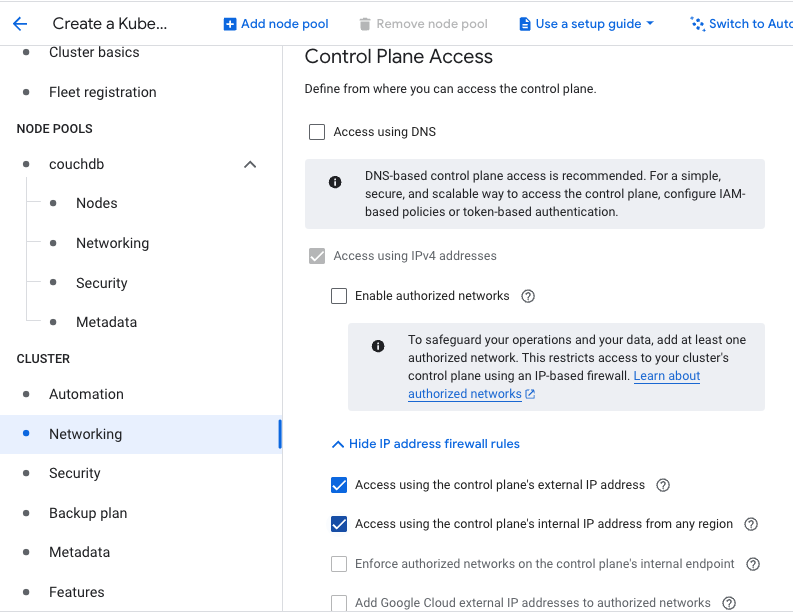 Create a Kube...
Add node pool
Remove node pool
Use a setup guide
Switch to Auto
Cluster basics
Fleet registration
NODE POOLS
couchdb
Nodes
Networking
Security
Metadata
CLUSTER
Automation
Networking
Security
Backup plan
Metadata
Features
Control Plane Access
Define from where you can access the control plane.
Access using DNS
DNS-based control plane access is recommended. For a simple,
secure, and scalable way to access the control plane, configure IAM-
based policies or token-based authentication.
Access using IPv4 addresses
Enable authorized networks
To safeguard your operations and your data, add at least one
authorized network. This restricts access to your cluster's
control plane using an IP-based firewall. Learn about
authorized networks
Hide IP address firewall rules
Access using the control plane's external IP address
Access using the control plane's internal IP address from any region
Enforce authorized networks on the control plane's internal endpoint
Add Google Cloud external IP addresses to authorized networks